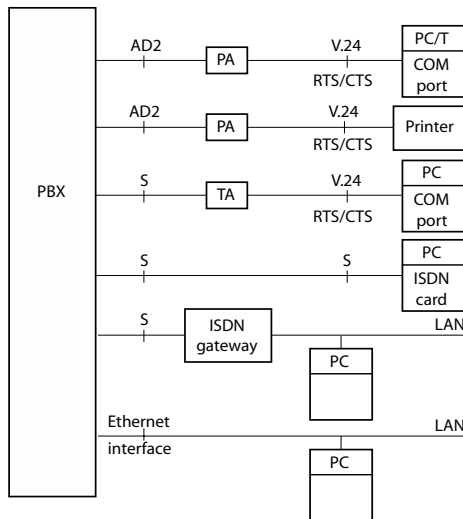 PBX
AD2
PA
V.24
RTS/CTS
PC/T
COM
port
AD2
PA
V.24
RTS/CTS
Printer
S
TA
V.24
RTS/CTS
PC
COM
port
S
S
PC
ISDN
card
S
ISDN
gateway
LAN
PC
Ethernet
interface
LAN
PC